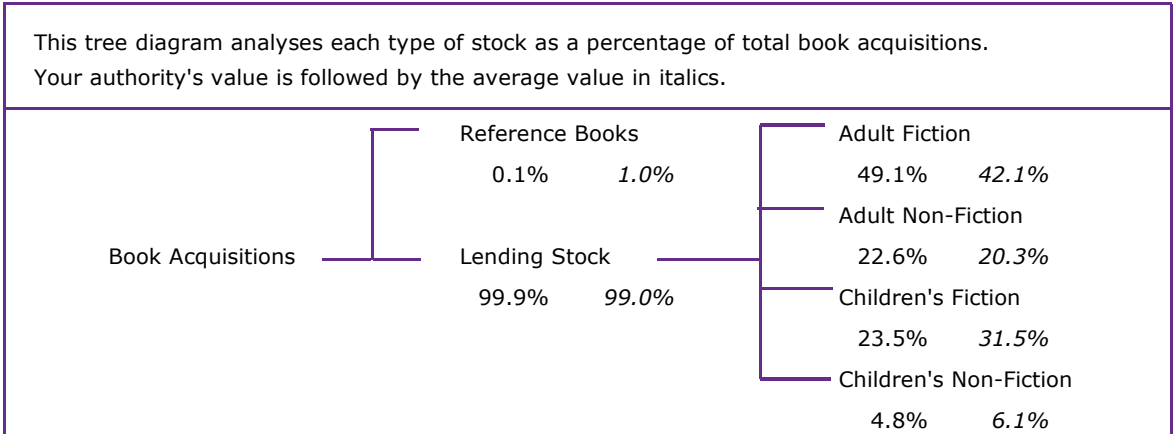 This tree diagram analyses each type of stock as a percentage of total book acquisitions.
Your authority's value is followed by the average value in italics.
Reference Books
0.1% 1.0%
Adult Fiction
49.1% 42.1%
Adult Non-Fiction
Book Acquisitions
Lending Stock
22.6% 20.3%
99.9% 99.0%
Children's Fiction
23.5% 31.5%
Children's Non-Fiction
4.8% 6.1%